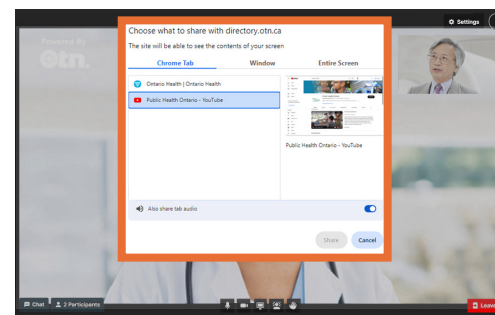 Settings
Powered By
otn.
Choose what to share with directory.otn.ca
The site will be able to see the contents of your screen
Chrome Tab Window Entire Screen
Ontario Health | Ontario Health
Public Health Ontario - YouTube
Public Health Ontario - YouTube
Also share tab audio
Share Cancel
Chat 2 Participants Leave